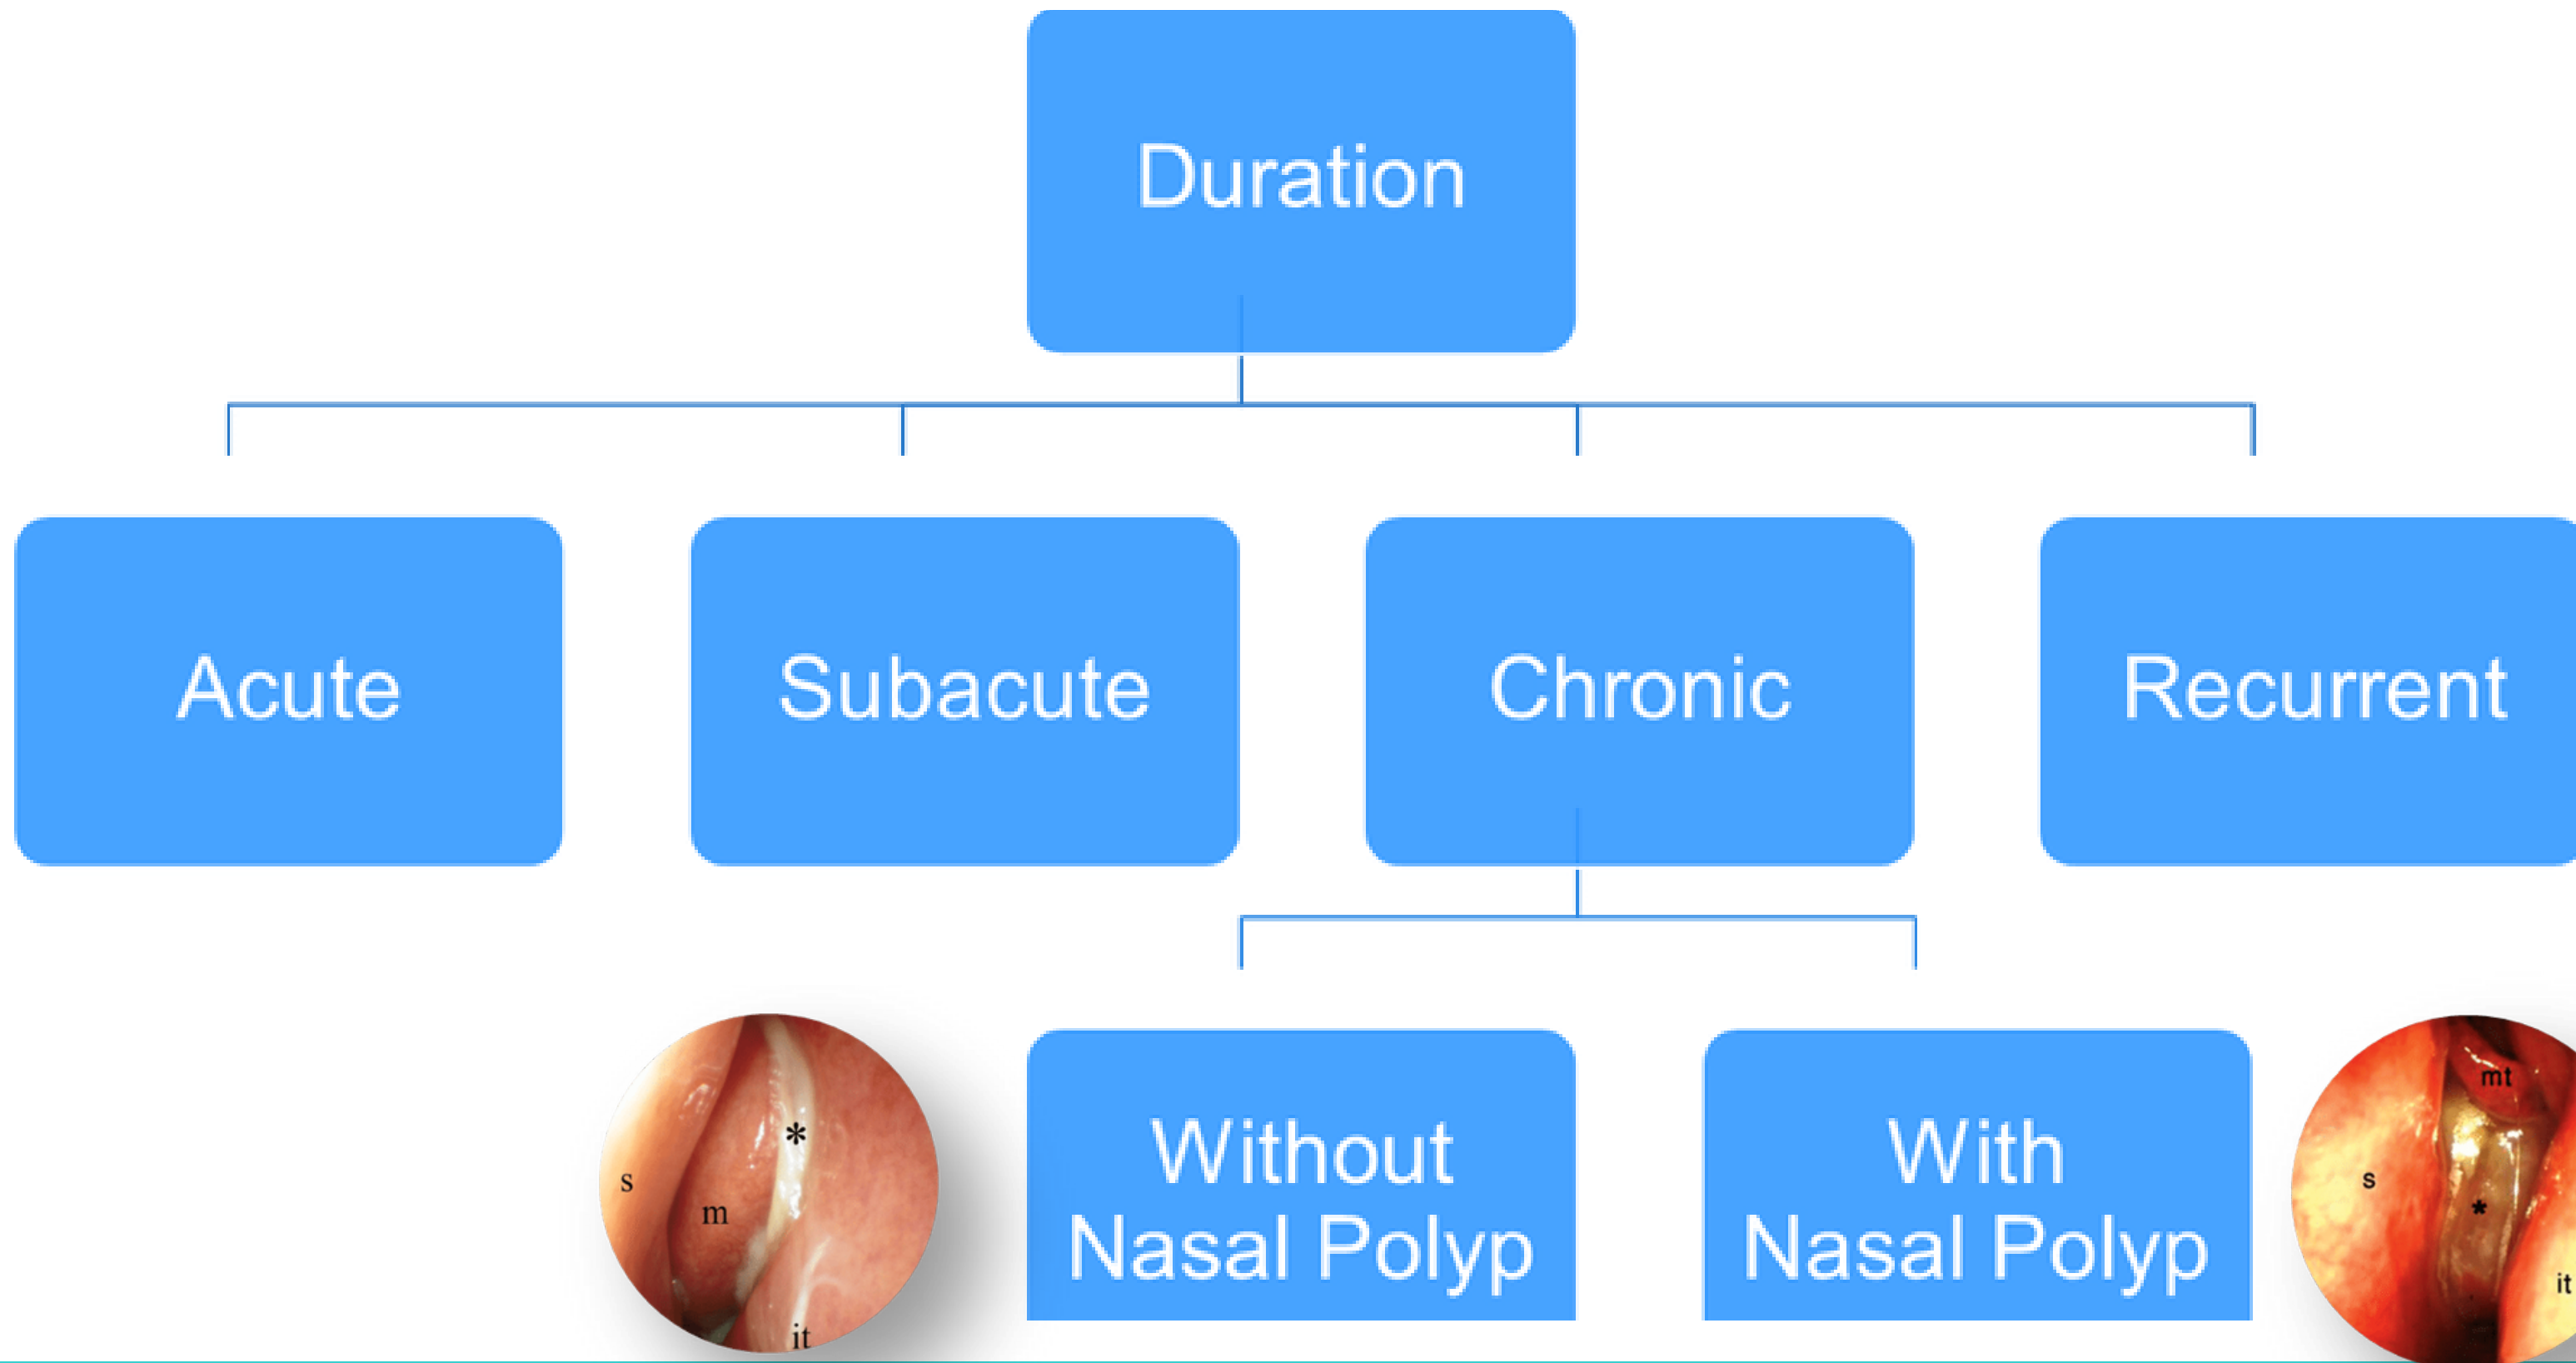 Duration
Acute
Subacute
Chronic
Recurrent
*
s
m
it
Without
Nasal Polyp
With
Nasal Polyp
mt
s
*
it